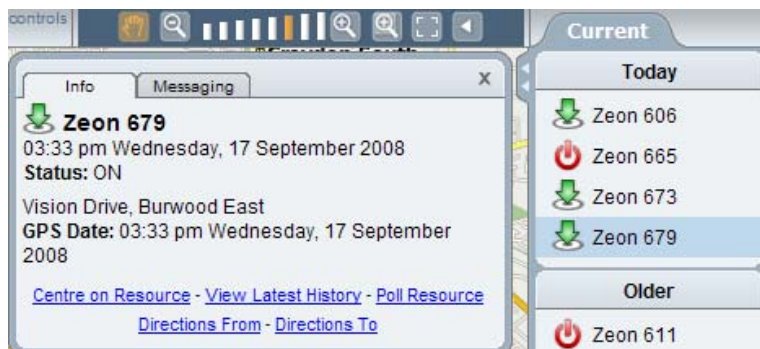 controls
Current
Croydon South
Info
Messaging
x
Zeon 679
03:33 pm Wednesday, 17 September 2008
Status: ON
Vision Drive, Burwood East
GPS Date: 03:33 pm Wednesday, 17 September
2008
Centre on Resource - View Latest History - Poll Resource
Directions From - Directions To
Today
Zeon 606
Zeon 665
Zeon 673
Zeon 679
Older
Zeon 611